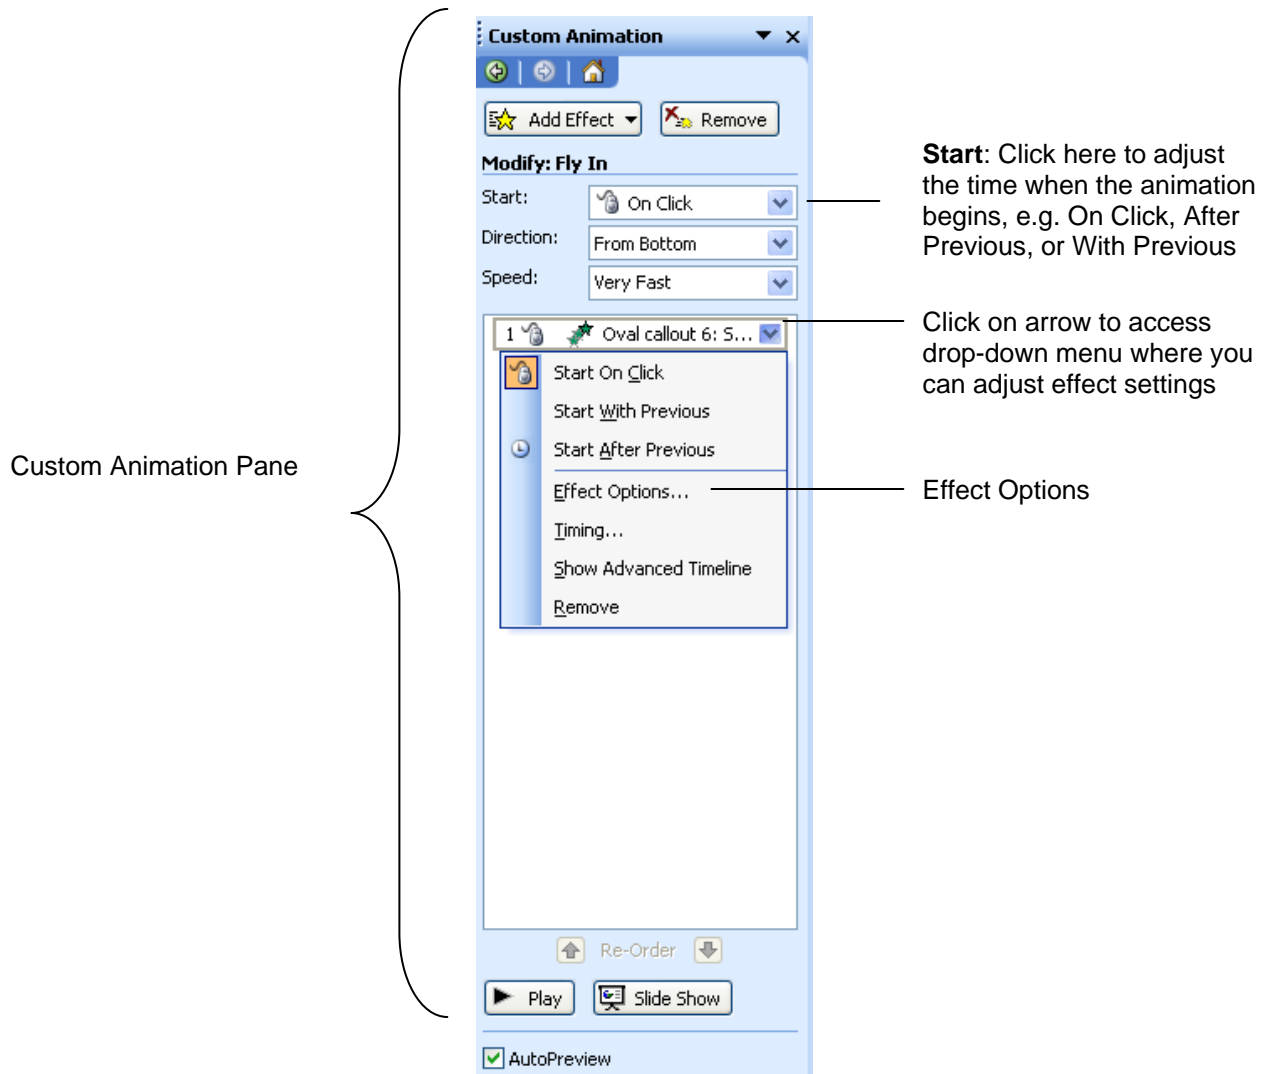 Custom Animation
Add Effect
Remove
Modify: Fly In
Start:
On Click
Direction:
From Bottom
Speed:
Very Fast
1
Oval callout 6: S...
Start On Click
Start With Previous
Start After Previous
Effect Options...
Timing...
Show Advanced Timeline
Remove
Re-Order
Play
Slide Show
AutoPreview
Custom Animation Pane
Start: Click here to adjust
the time when the animation
begins, e.g. On Click, After
Previous, or With Previous
Click on arrow to access
drop-down menu where you
can adjust effect settings
Effect Options